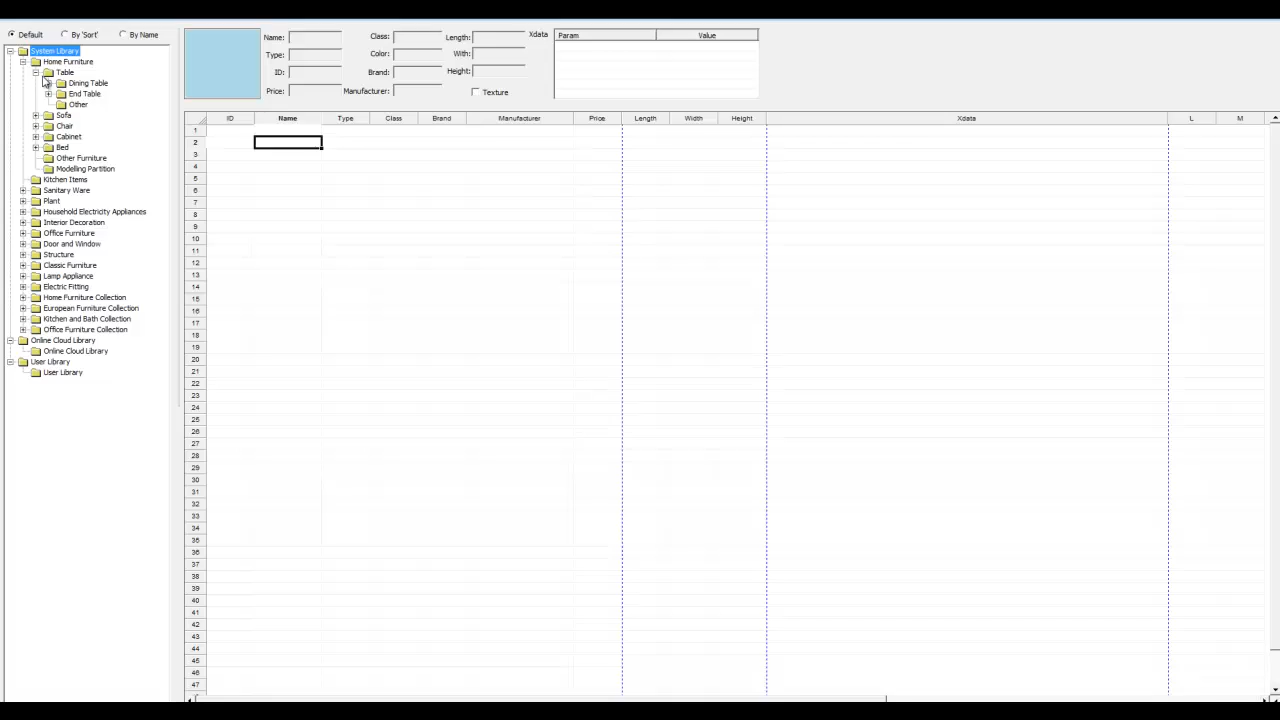 Default By 'Sort' By Name
System Library
Home Furniture
Table
Dining Table
End Table
Other
Sofa
Chair
Cabinet
Bed
Other Furniture
Modelling Partition
Kitchen Items
Sanitary Ware
Plant
Household Electricity Appliances
Interior Decoration
Office Furniture
Door and Window
Structure
Classic Furniture
Lamp Appliance
Electric Fitting
Home Furniture Collection
European Furniture Collection
Kitchen and Bath Collection
Office Furniture Collection
Online Cloud Library
Online Cloud Library
User Library
User Library
Name: Class: Length: Xdata Param Value
Type: Color: With:
ID: Brand: Height:
Price: Manufacturer: Texture
ID Name Type Class Brand Manufacturer Price Length Width Height Xdata L M
1
2
3
4
5
6
7
8
9
10
11
12
13
14
15
16
17
18
19
20
21
22
23
24
25
26
27
28
29
30
31
32
33
34
35
36
37
38
39
40
41
42
43
44
45
46
47